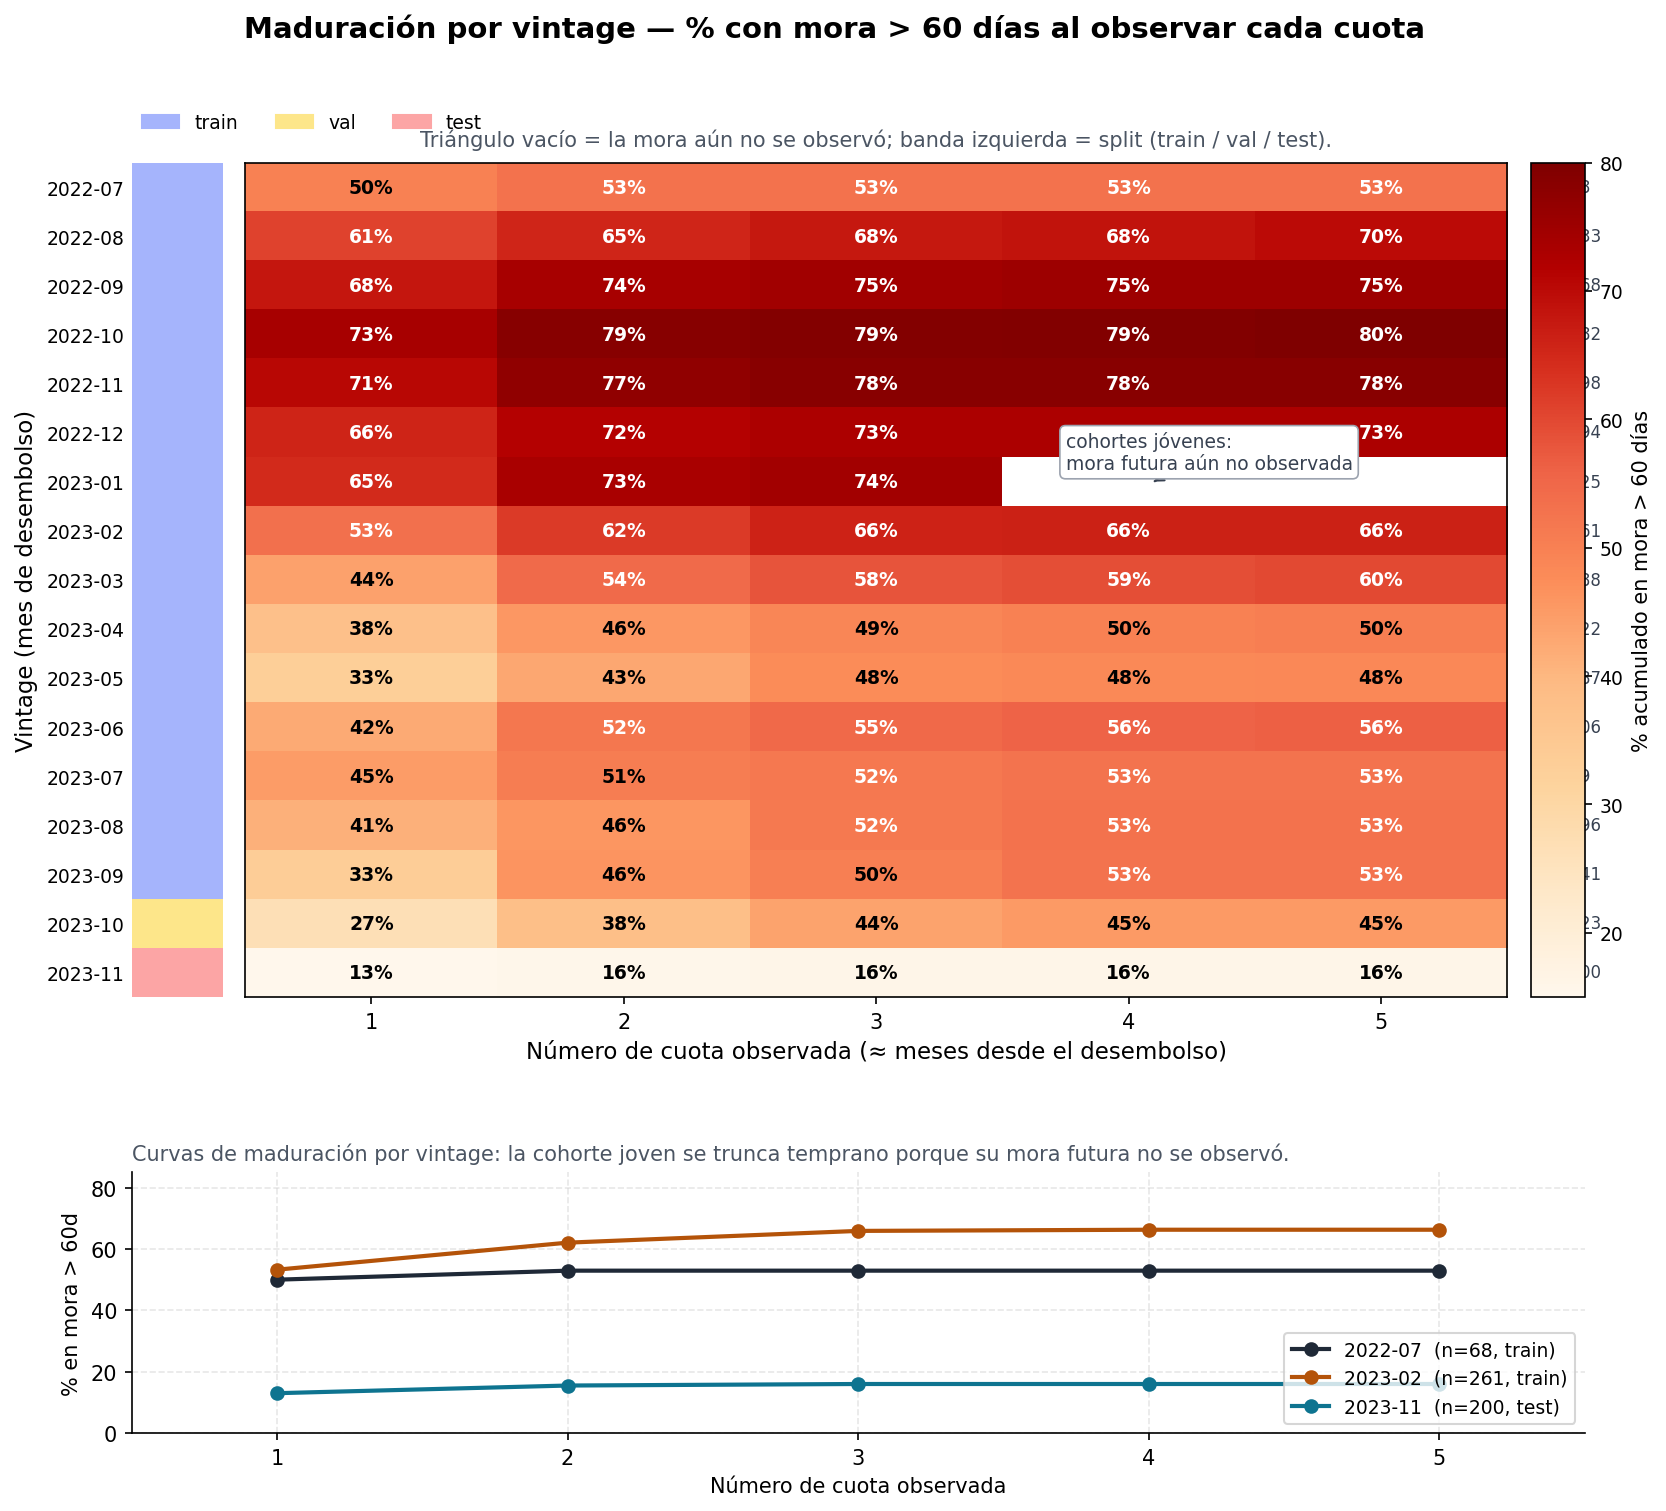 Maduración por vintage — % con mora > 60 días al observar cada cuota
train val test
Triángulo vacío = la mora aún no se observó; banda izquierda = split (train / val / test).
Vintage (mes de desembolso)
2022-07 50% 53% 53% 53% 53%
2022-08 61% 65% 68% 68% 70%
2022-09 68% 74% 75% 75% 75%
2022-10 73% 79% 79% 79% 80%
2022-11 71% 77% 78% 78% 78%
2022-12 66% 72% 73% 73%
cohortes jóvenes:
mora futura aún no observada
2023-01 65% 73% 74%
2023-02 53% 62% 66% 66% 66%
2023-03 44% 54% 58% 59% 60%
2023-04 38% 46% 49% 50% 50%
2023-05 33% 43% 48% 48% 48%
2023-06 42% 52% 55% 56% 56%
2023-07 45% 51% 52% 53% 53%
2023-08 41% 46% 52% 53% 53%
2023-09 33% 46% 50% 53% 53%
2023-10 27% 38% 44% 45% 45%
2023-11 13% 16% 16% 16% 16%
1 2 3 4 5
Número de cuota observada (≈ meses desde el desembolso)
80
70
60
50
40
30
20
% acumulado en mora > 60 días
Curvas de maduración por vintage: la cohorte joven se trunca temprano porque su mora futura no se observó.
% en mora > 60d
80
60
40
20
0
2022-07 (n=68, train)
2023-02 (n=261, train)
2023-11 (n=200, test)
1 2 3 4 5
Número de cuota observada